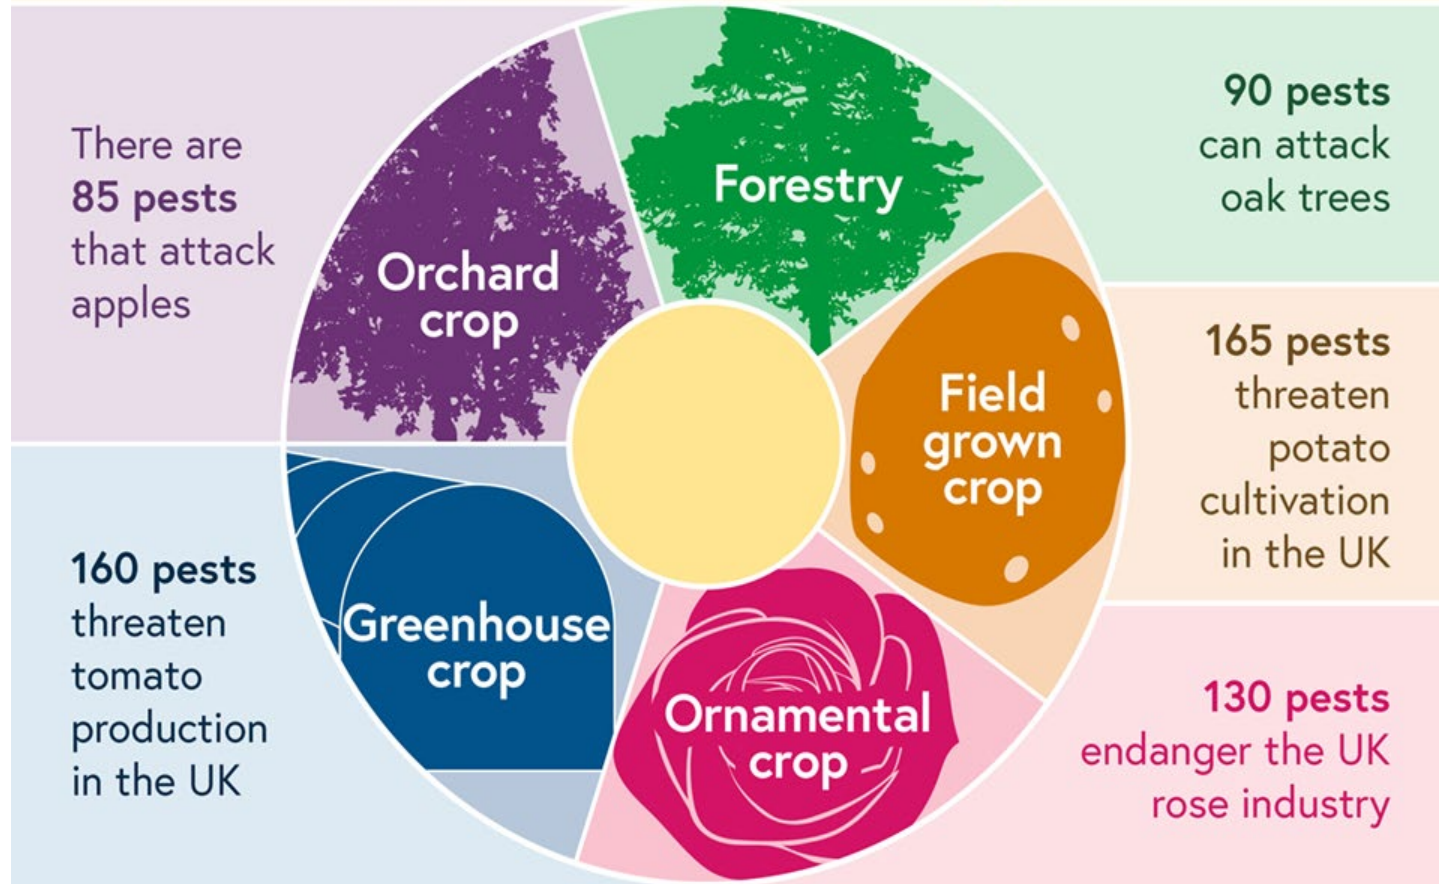 There are
85 pests
that attack
apples
Orchard
crop
Forestry
90 pests
can attack
oak trees
Field
grown
crop
165 pests
threaten
potato
cultivation
in the UK
160 pests
threaten
tomato
production
in the UK
Greenhouse
crop
Ornamental
crop
130 pests
endanger the UK
rose industry